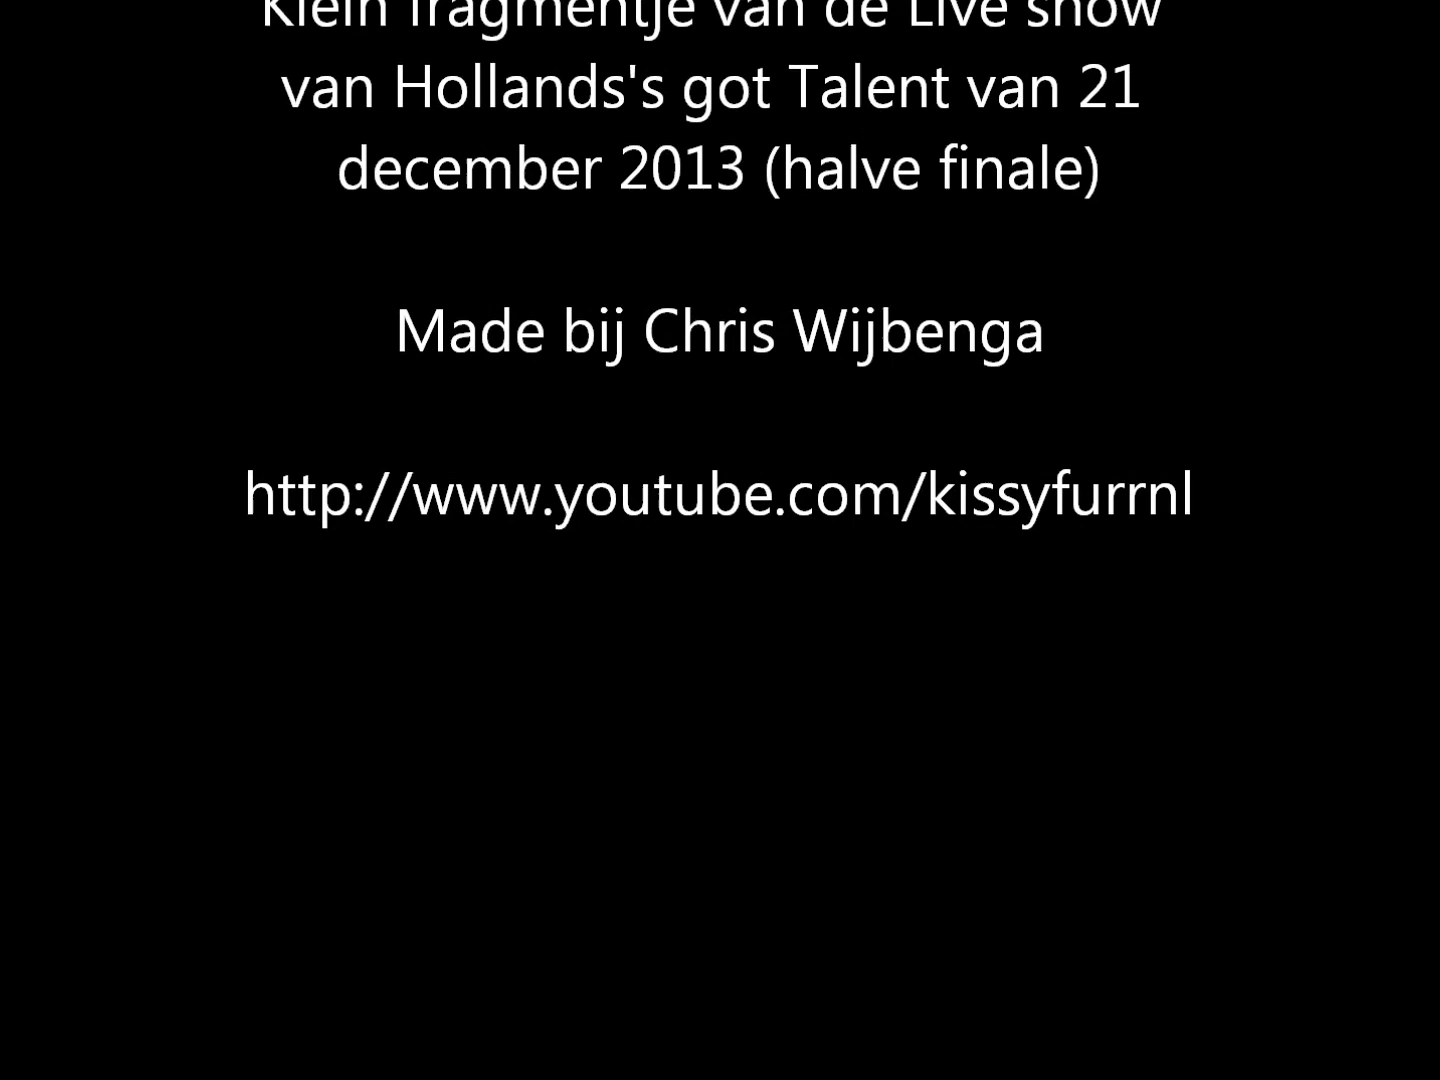 Klein fragmentje van de Live show
van Hollands's got Talent van 21
december 2013 (halve finale)
Made bij Chris Wijbenga
http://www.youtube.com/kissyfurrnl